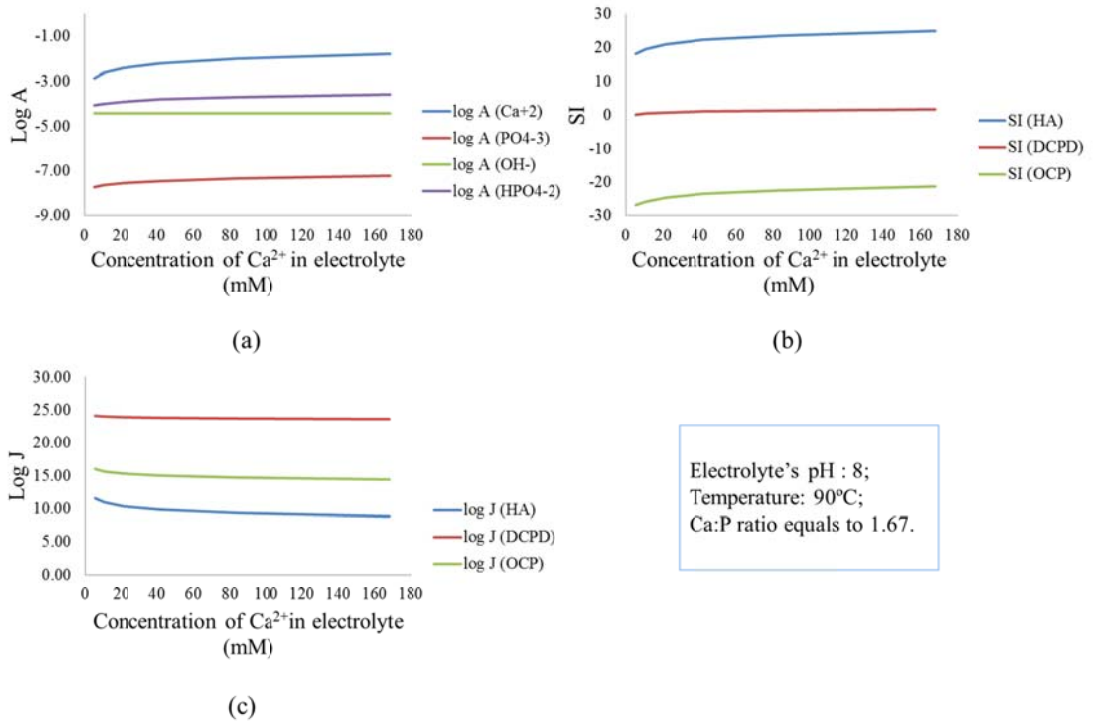 -1.00
-3.00
-5.00
-7.00
-9.00
Log A
0 20 40 60 80 100 120 140 160 180
Concentration of Ca²⁺ in electrolyte
(mM)
log A (Ca+2)
log A (PO4-3)
log A (OH-)
log A (HPO4-2)
(a)
30
20
10
0
-10
-20
-30
SI
0 20 40 60 80 100 120 140 160 180
Concentration of Ca²⁺ in electrolyte
(mM)
SI (HA)
SI (DCPD)
SI (OCP)
(b)
30.00
25.00
20.00
15.00
10.00
5.00
0.00
Log J
0 20 40 60 80 100 120 140 160 180
Concentration of Ca²⁺in electrolyte
(mM)
log J (HA)
log J (DCPD)
log J (OCP)
(c)
Electrolyte's pH : 8;
Temperature: 90ºC;
Ca:P ratio equals to 1.67.